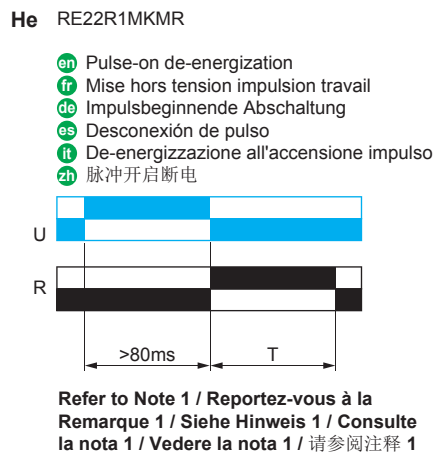 He RE22R1MKMR
en Pulse-on de-energization
fr Mise hors tension impulsion travail
de Impulsbeginnende Abschaltung
es Desconexión de pulso
it De-energizzazione all'accensione impulso
zh 脉冲开启断电
U
R
>80ms T
Refer to Note 1 / Reportez-vous à la
Remarque 1 / Siehe Hinweis 1 / Consulte
la nota 1 / Vedere la nota 1 / 请参阅注释 1